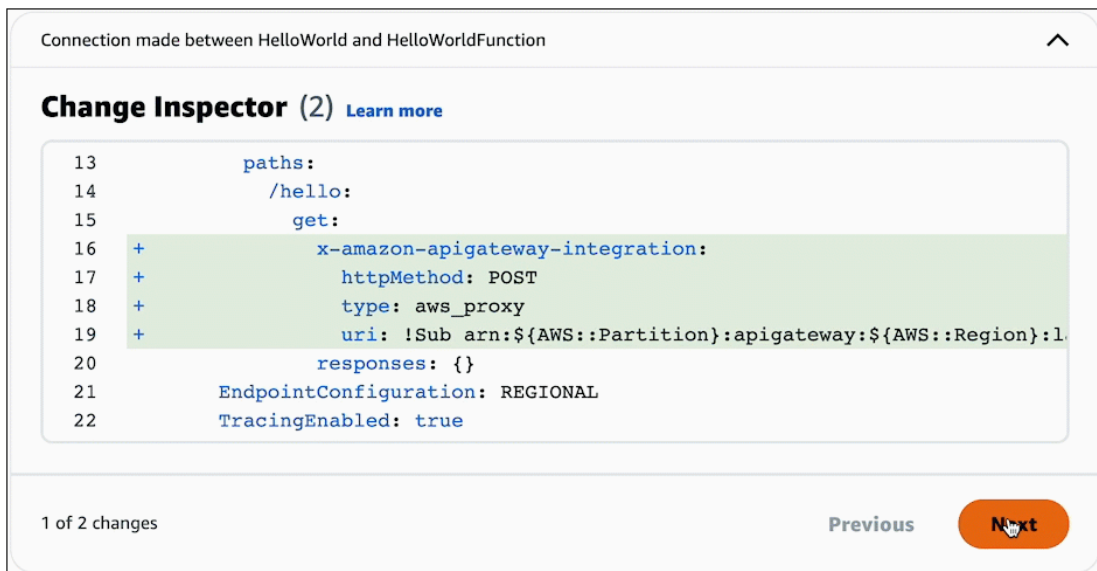 Connection made between HelloWorld and HelloWorldFunction
Change Inspector (2) Learn more
13 paths:
14 /hello:
15 get:
16 + x-amazon-apigateway-integration:
17 + httpMethod: POST
18 + type: aws_proxy
19 + uri: !Sub arn:${AWS::Partition}:apigateway:${AWS::Region}:l
20 responses: {}
21 EndpointConfiguration: REGIONAL
22 TracingEnabled: true
1 of 2 changes Previous Next